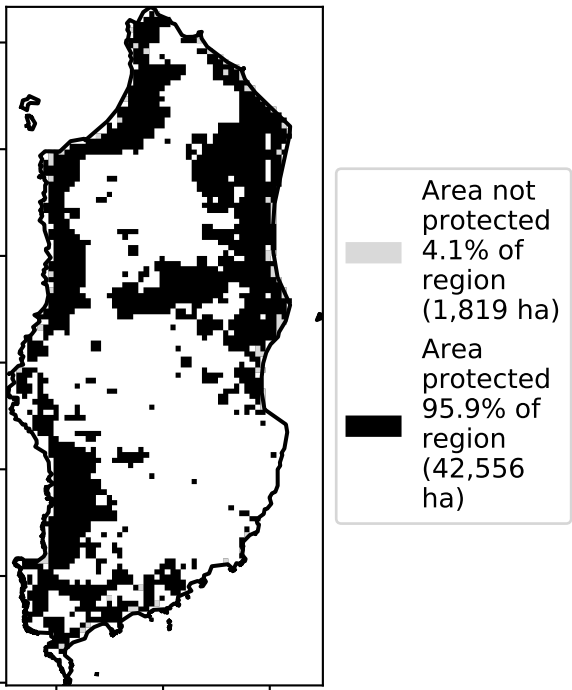 Area not
protected
4.1% of
region
(1,819 ha)
Area
protected
95.9% of
region
(42,556
ha)